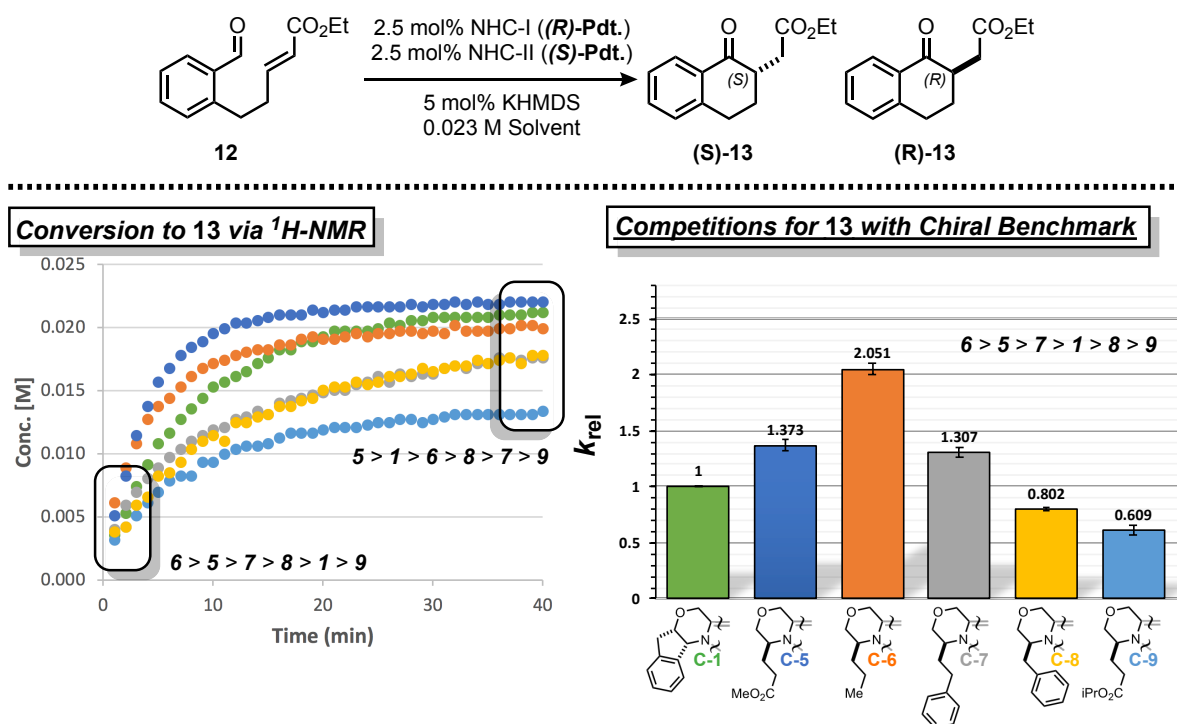 CO₂Et
O
12
2.5 mol% NHC-I ((R)-Pdt.)
2.5 mol% NHC-II ((S)-Pdt.)
5 mol% KHMDS
0.023 M Solvent
O CO₂Et
(S)
(S)-13
O CO₂Et
(R)
(R)-13
Conversion to 13 via ¹H-NMR
Conc. [M]
0.025
0.020
0.015
0.010
0.005
0.000
5 > 1 > 6 > 8 > 7 > 9
6 > 5 > 7 > 8 > 1 > 9
0 10 20 30 40
Time (min)
Competitions for 13 with Chiral Benchmark
k_rel
2.5
2
1.5
1
0.5
0
6 > 5 > 7 > 1 > 8 > 9
1
1.373
2.051
1.307
0.802
0.609
O N C-1
O N C-5 MeO₂C
O N C-6 Me
O N C-7
O N C-8
O N C-9 iPrO₂C